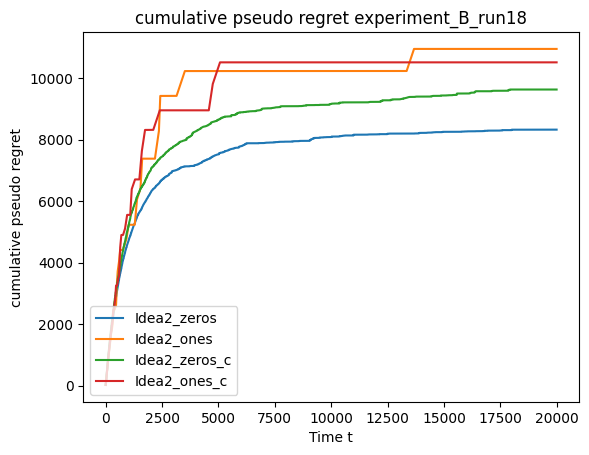 cumulative pseudo regret experiment_B_run18
cumulative pseudo regret
10000
8000
6000
4000
2000
0
Idea2_zeros
Idea2_ones
Idea2_zeros_c
Idea2_ones_c
0 2500 5000 7500 10000 12500 15000 17500 20000
Time t